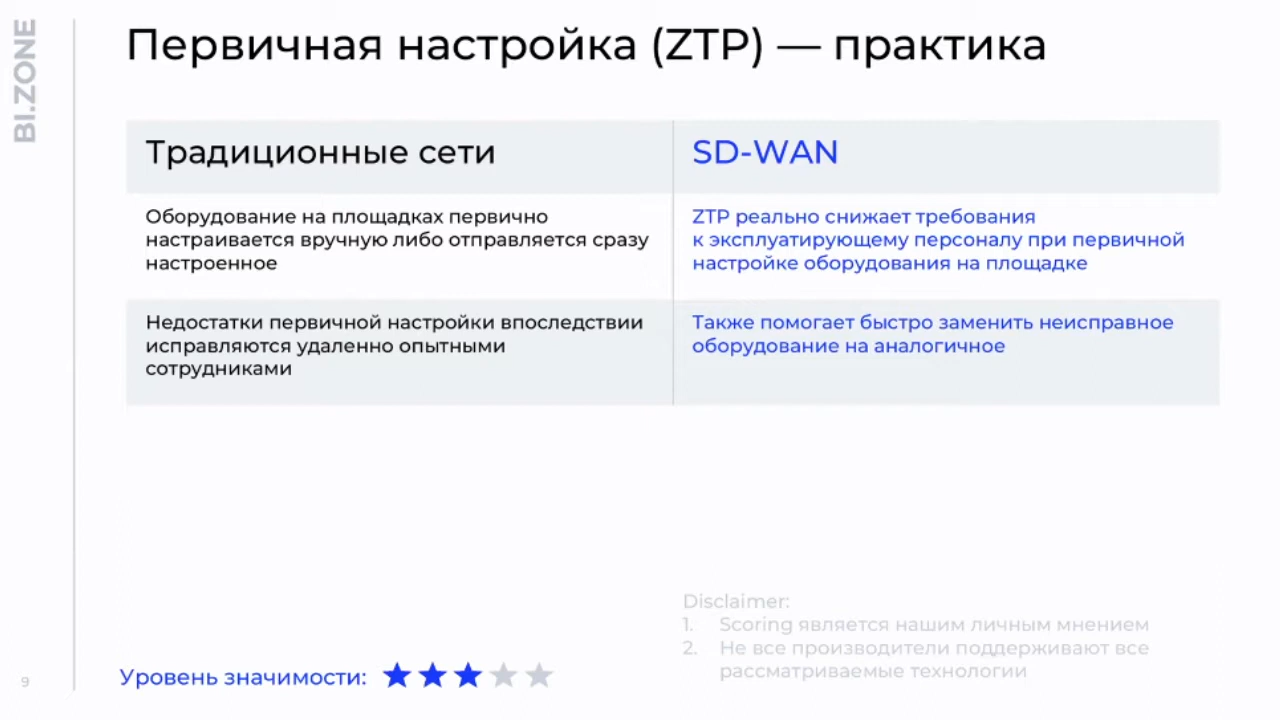 BI.ZONE
Первичная настройка (ZTP) — практика
Традиционные сети
SD-WAN
Оборудование на площадках первично
настраивается вручную либо отправляется сразу
настроенное
ZTP реально снижает требования
к эксплуатирующему персоналу при первичной
настройке оборудования на площадке
Недостатки первичной настройки впоследствии
исправляются удаленно опытными
сотрудниками
Также помогает быстро заменить неисправное
оборудование на аналогичное
Disclaimer:
1. Scoring является нашим личным мнением
2. Не все производители поддерживают все
рассматриваемые технологии
Уровень значимости:
9